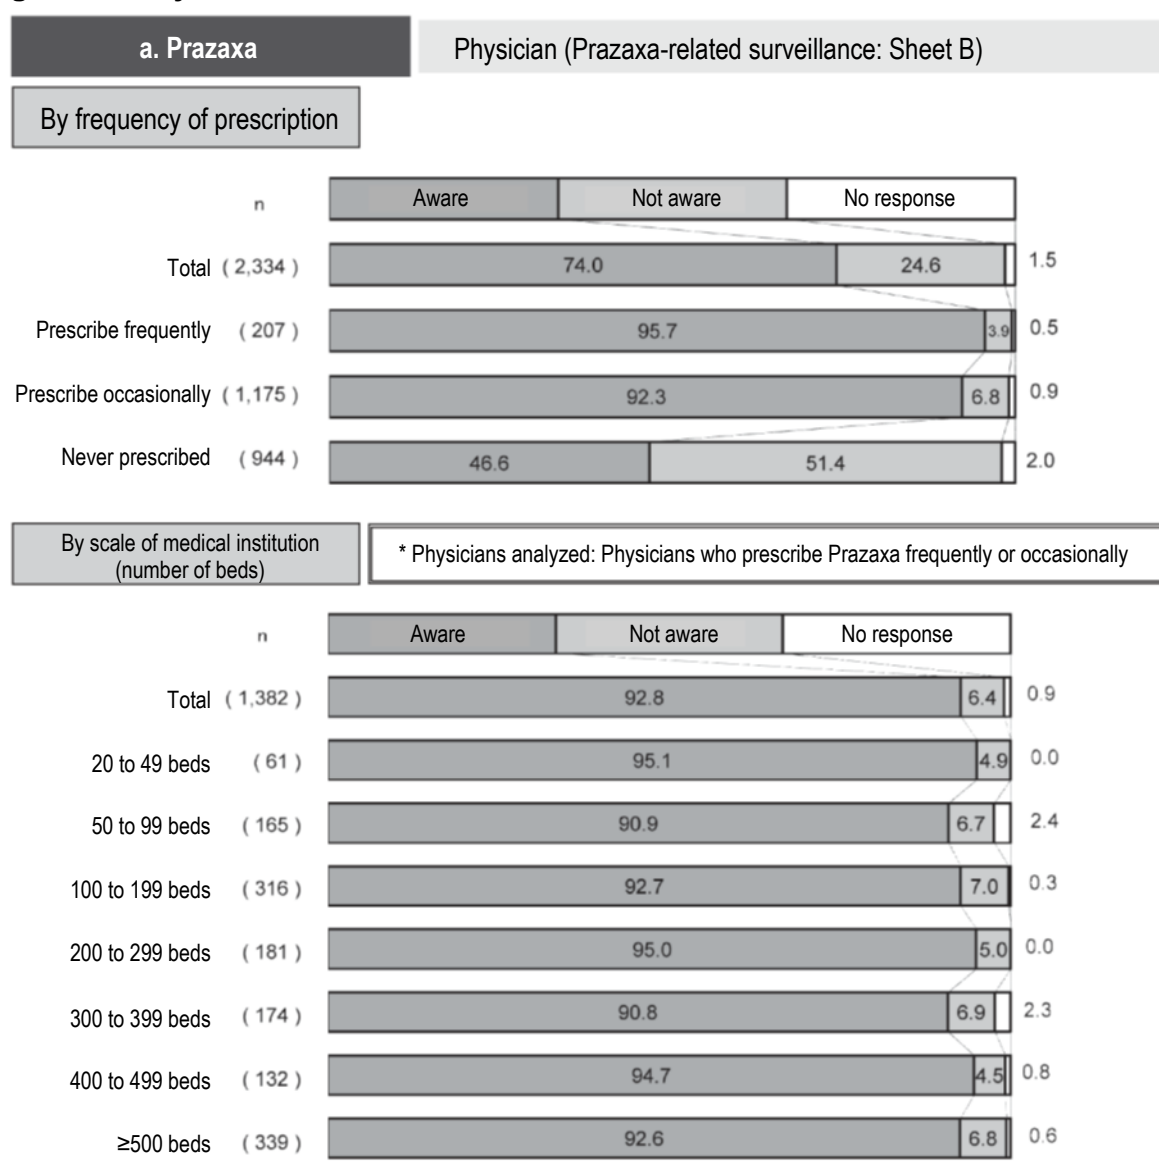 a. Prazaxa Physician (Prazaxa-related surveillance: Sheet B)
By frequency of prescription
n Aware Not aware No response
Total ( 2,334 ) 74.0 24.6 1.5
Prescribe frequently ( 207 ) 95.7 3.9 0.5
Prescribe occasionally ( 1,175 ) 92.3 6.8 0.9
Never prescribed ( 944 ) 46.6 51.4 2.0
By scale of medical institution
(number of beds)
* Physicians analyzed: Physicians who prescribe Prazaxa frequently or occasionally
n Aware Not aware No response
Total ( 1,382 ) 92.8 6.4 0.9
20 to 49 beds ( 61 ) 95.1 4.9 0.0
50 to 99 beds ( 165 ) 90.9 6.7 2.4
100 to 199 beds ( 316 ) 92.7 7.0 0.3
200 to 299 beds ( 181 ) 95.0 5.0 0.0
300 to 399 beds ( 174 ) 90.8 6.9 2.3
400 to 499 beds ( 132 ) 94.7 4.5 0.8
≥500 beds ( 339 ) 92.6 6.8 0.6